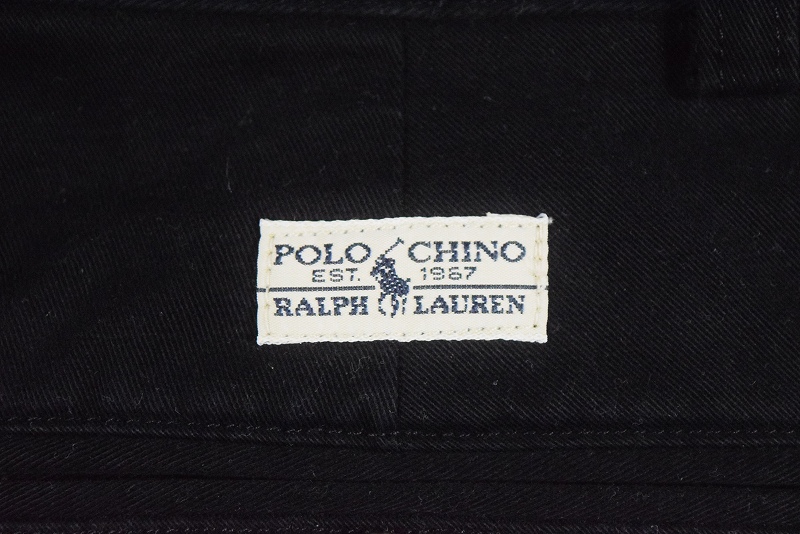 POLO CHINO
EST. 1967
RALPH LAUREN